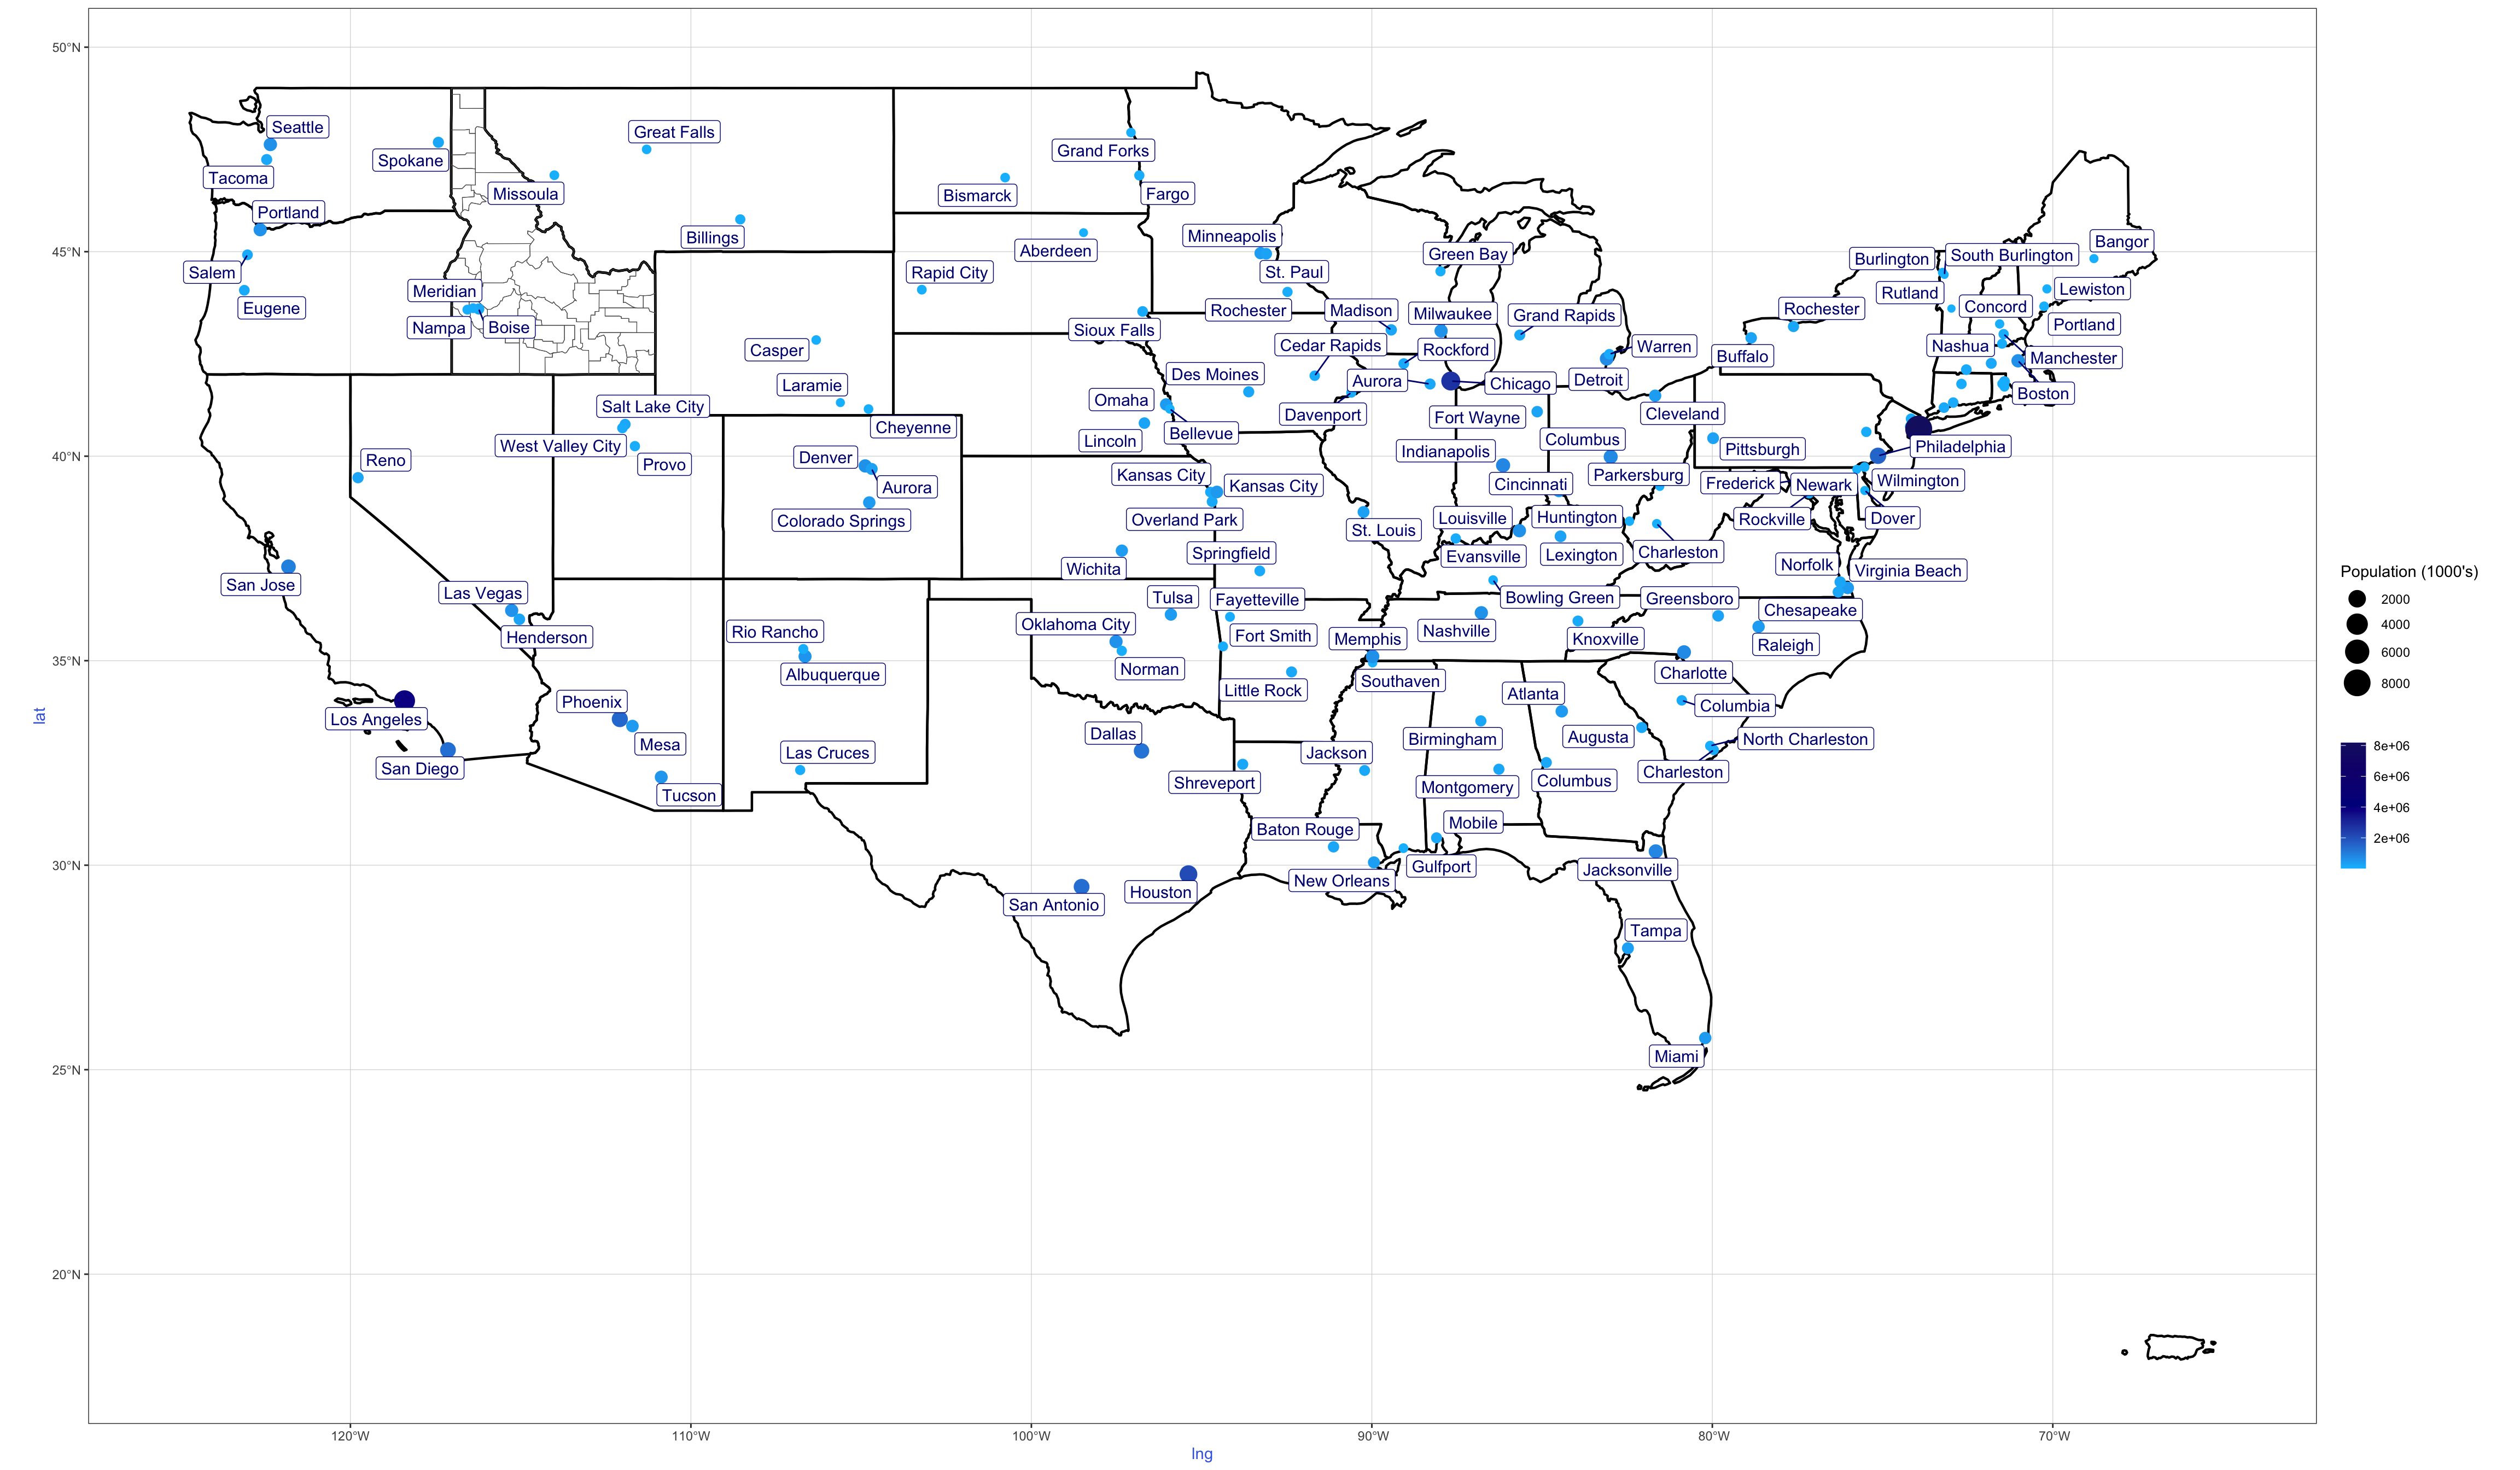 50°N
45°N
40°N
35°N
30°N
25°N
20°N
lat
120°W
110°W
100°W
90°W
80°W
70°W
lng
Seattle
Great Falls
Grand Forks
Spokane
Tacoma
Missoula
Bismarck
Fargo
Portland
Billings
Minneapolis
Aberdeen
Green Bay
Burlington
South Burlington
Bangor
Salem
Rapid City
St. Paul
Meridian
Rutland
Lewiston
Eugene
Rochester
Madison
Milwaukee
Grand Rapids
Rochester
Concord
Nampa
Boise
Sioux Falls
Portland
Casper
Cedar Rapids
Rockford
Warren
Buffalo
Nashua
Manchester
Laramie
Des Moines
Aurora
Chicago
Detroit
Boston
Salt Lake City
Omaha
Davenport
Fort Wayne
Cleveland
Cheyenne
Lincoln
Bellevue
Columbus
West Valley City
Indianapolis
Pittsburgh
Philadelphia
Reno
Provo
Denver
Kansas City
Kansas City
Parkersburg
Aurora
Cincinnati
Frederick
Newark
Wilmington
Colorado Springs
Overland Park
St. Louis
Louisville
Huntington
Rockville
Dover
Springfield
Evansville
Lexington
Charleston
San Jose
Wichita
Norfolk
Virginia Beach
Las Vegas
Tulsa
Fayetteville
Bowling Green
Greensboro
Chesapeake
Henderson
Rio Rancho
Oklahoma City
Fort Smith
Memphis
Nashville
Knoxville
Raleigh
Albuquerque
Norman
Little Rock
Southaven
Charlotte
Phoenix
Atlanta
Columbia
Los Angeles
Mesa
Dallas
Birmingham
Augusta
North Charleston
San Diego
Las Cruces
Jackson
Charleston
Tucson
Shreveport
Montgomery
Columbus
Baton Rouge
Mobile
New Orleans
Gulfport
Jacksonville
San Antonio
Houston
Tampa
Miami
Population (1000's)
2000
4000
6000
8000
8e+06
6e+06
4e+06
2e+06